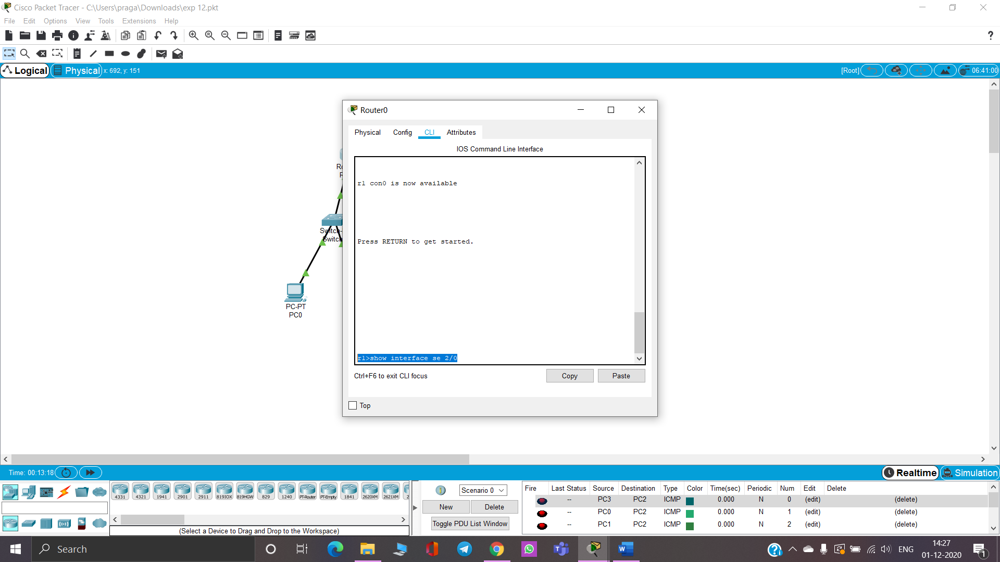 Cisco Packet Tracer - C:\Users\praga\Downloads\exp 12.pkt
File Edit Options View Tools Extensions Help
?
Logical Physical x: 692, y: 151 [Root] 06:41:00
Router0
Physical Config CLI Attributes
IOS Command Line Interface
r1 con0 is now available
Press RETURN to get started.
r1>show interface se 2/0
Ctrl+F6 to exit CLI focus Copy Paste
Top
Switch
PC-PT
PC0
Time: 00:13:18 Realtime Simulation
4331 4321 1941 2901 2911 819IOX 819HGW 829 1240 PT-Router PT-Empty 1841 2620XM 2621XM
(Select a Device to Drag and Drop to the Workspace)
Scenario 0
New Delete
Toggle PDU List Window
Fire Last Status Source Destination Type Color Time(sec) Periodic Num Edit Delete
-- PC3 PC2 ICMP 0.000 N 0 (edit) (delete)
-- PC0 PC2 ICMP 0.000 N 1 (edit) (delete)
-- PC1 PC2 ICMP 0.000 N 2 (edit) (delete)
Search
ENG
14:27
01-12-2020
1